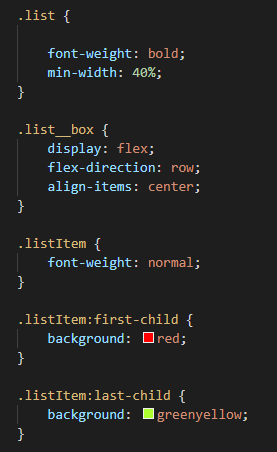 .list {
font-weight: bold;
min-width: 40%;
}
.list__box {
display: flex;
flex-direction: row;
align-items: center;
}
.listItem {
font-weight: normal;
}
.listItem:first-child {
background: red;
}
.listItem:last-child {
background: greenyellow;
}